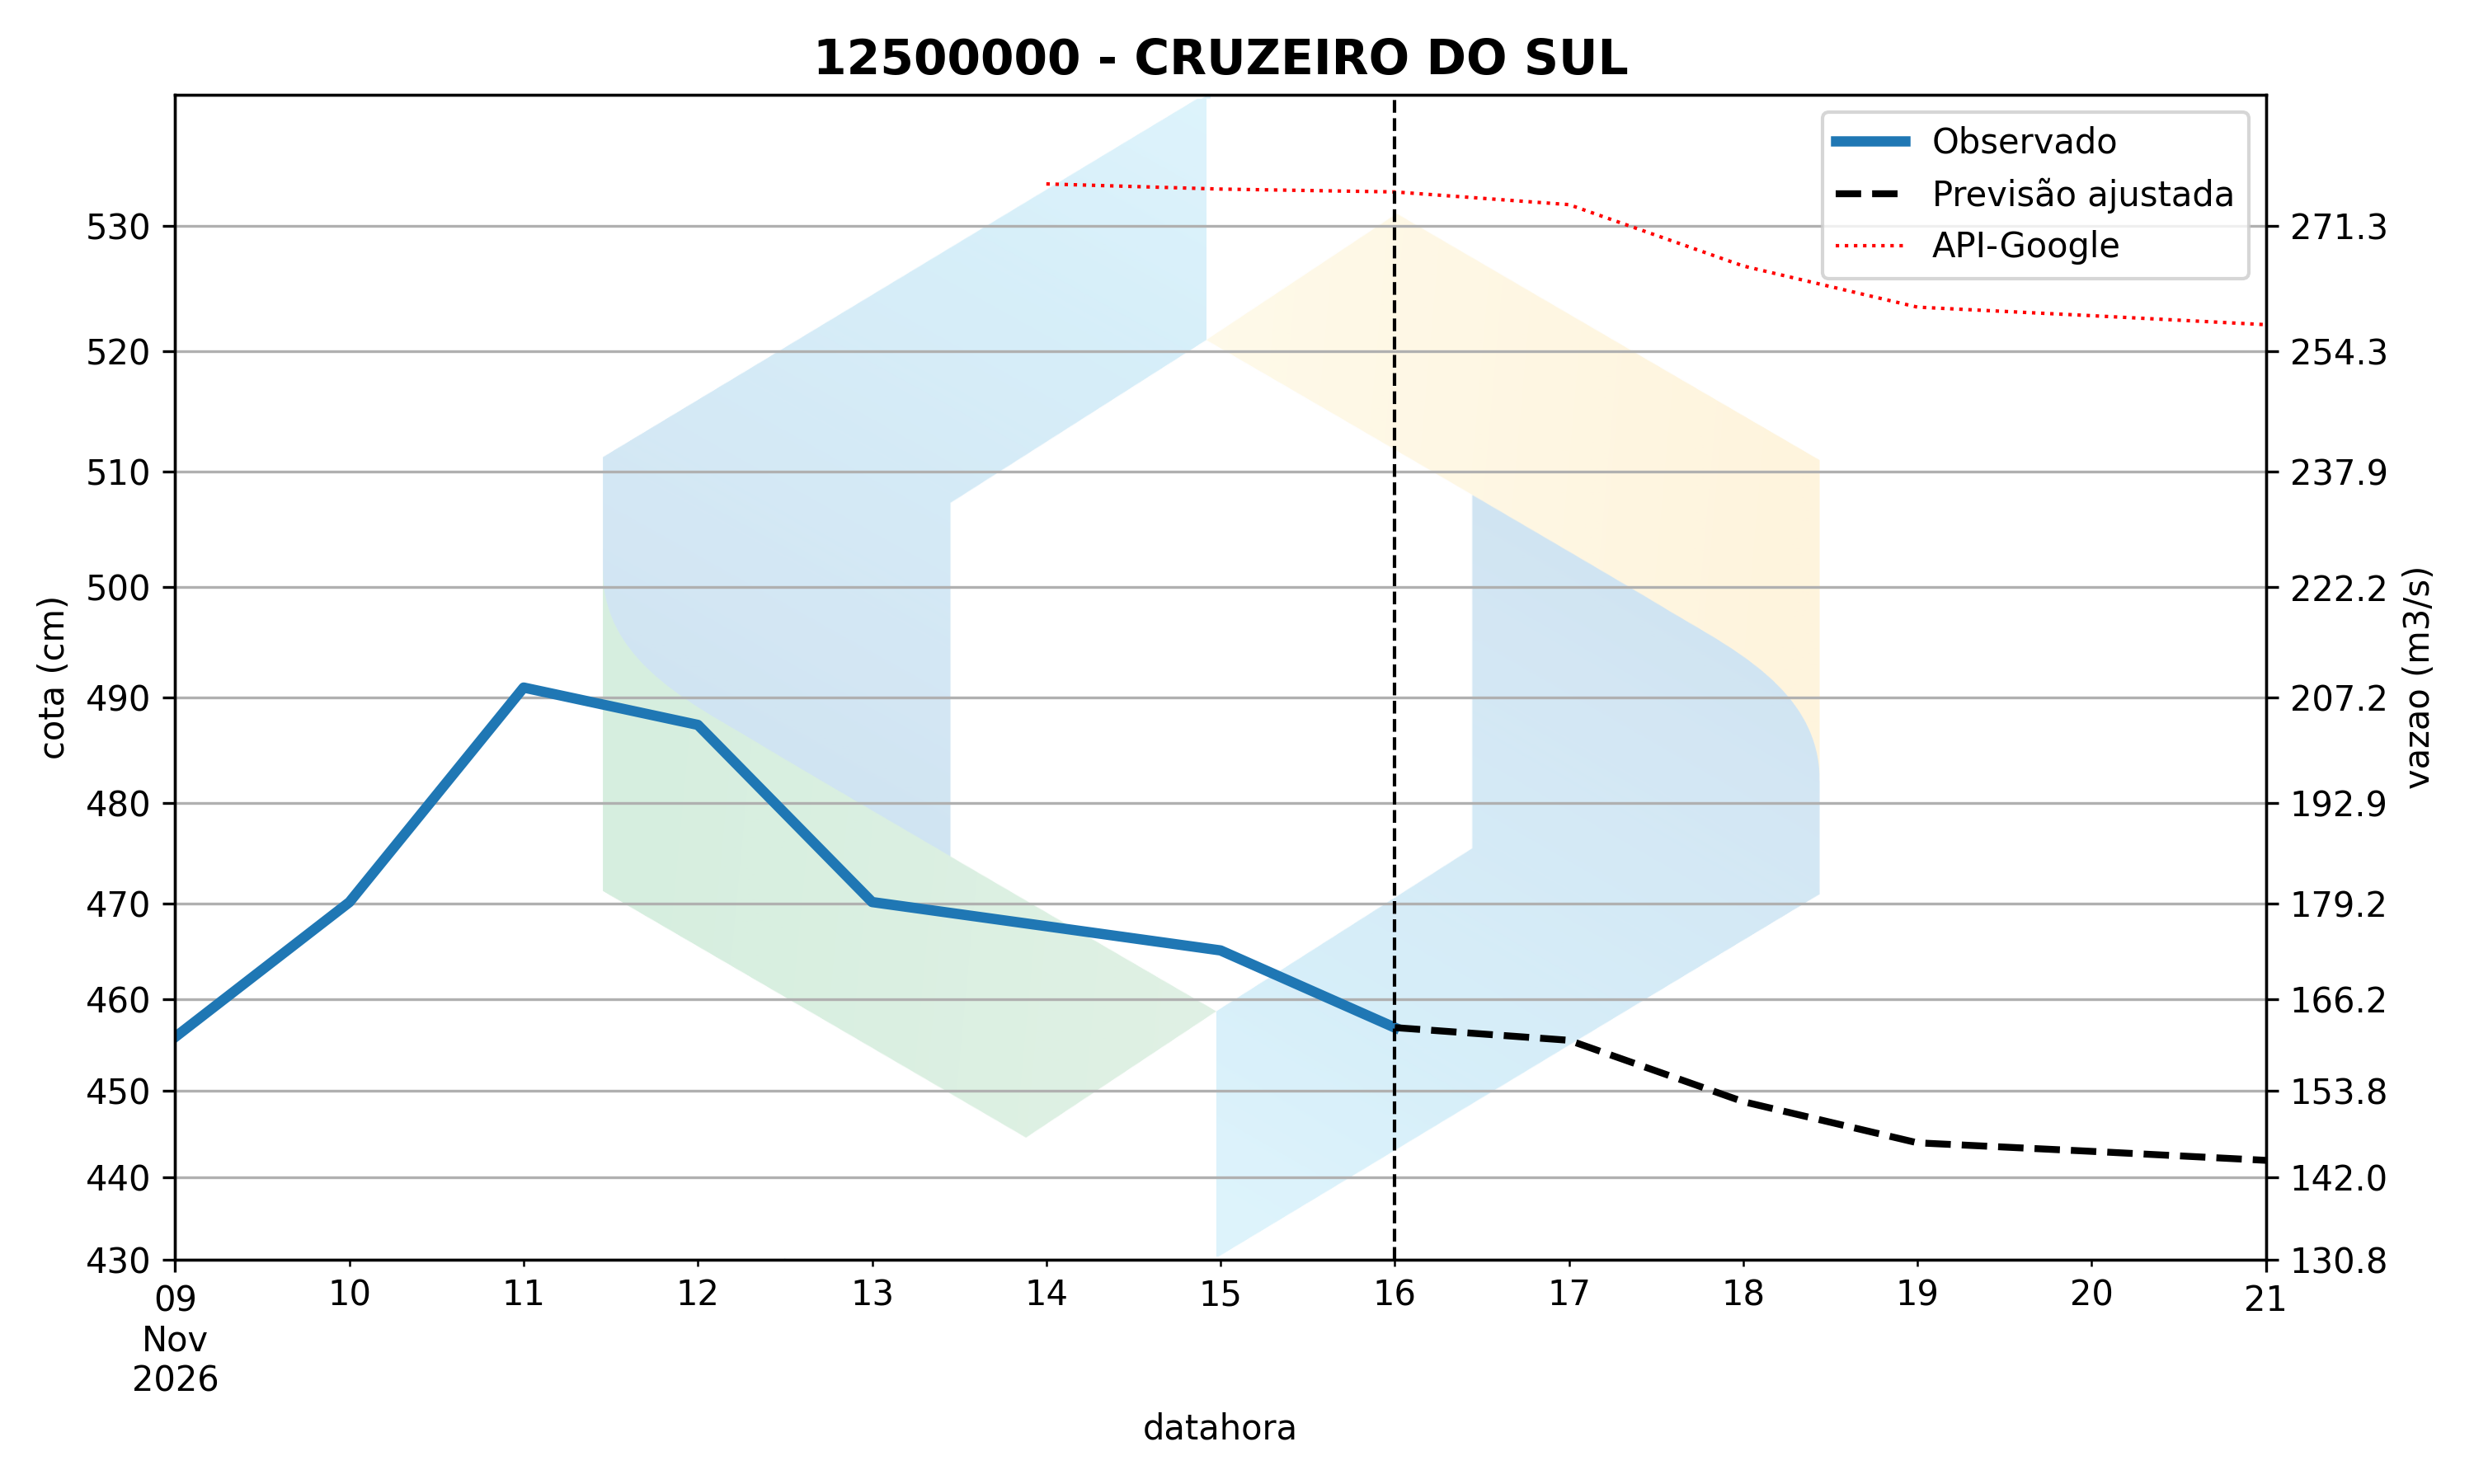 12500000 - CRUZEIRO DO SUL
Observado
Previsão ajustada
API-Google
530
520
510
500
490
480
470
460
450
440
430
cota (cm)
271.3
254.3
237.9
222.2
207.2
192.9
179.2
166.2
153.8
142.0
130.8
vazao (m3/s)
09 10 11 12 13 14 15 16 17 18 19 20 21
Nov
2026
datahora